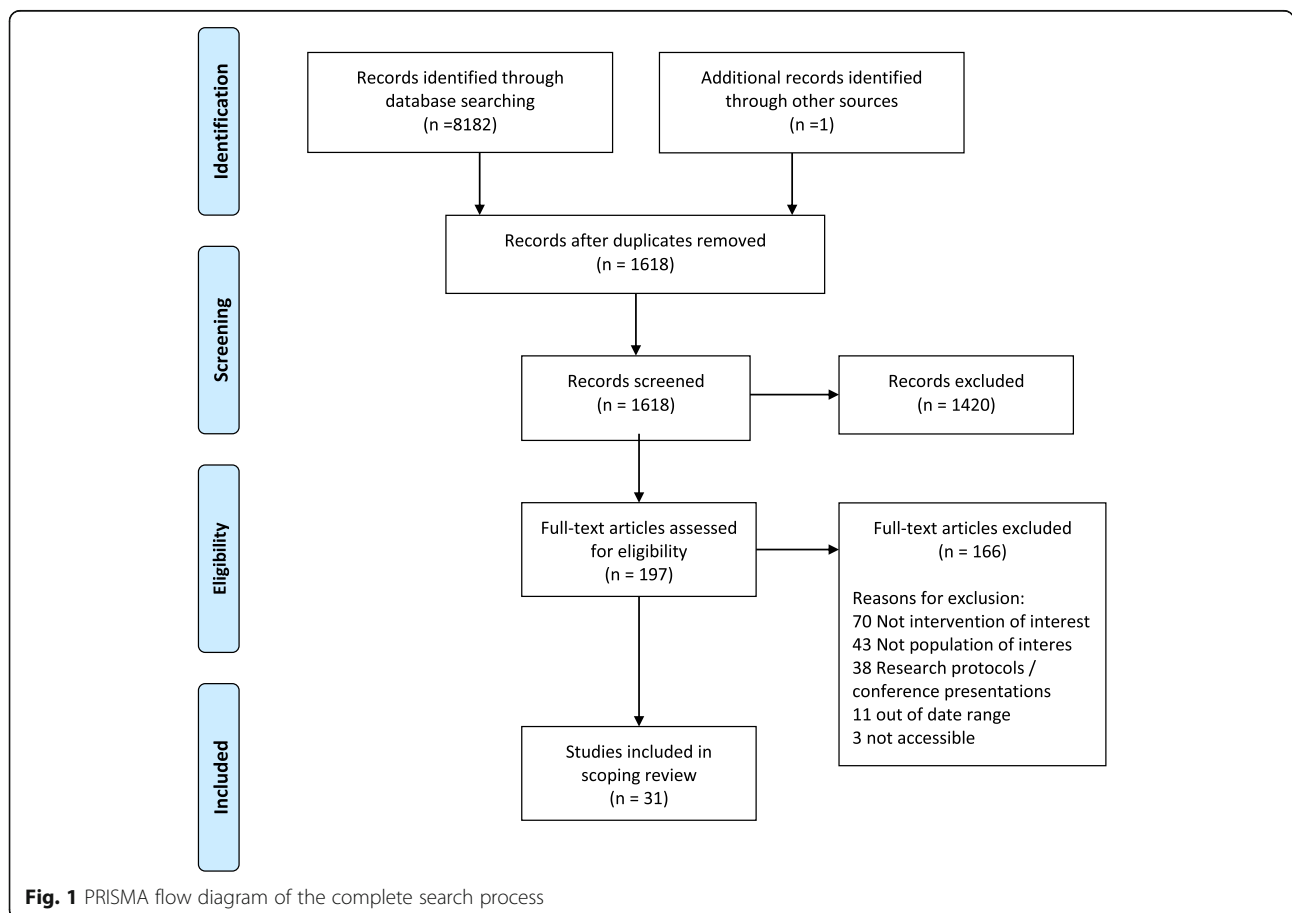 Identification
Records identified through
database searching
(n =8182)
Additional records identified
through other sources
(n =1)
Records after duplicates removed
(n = 1618)
Screening
Records screened
(n = 1618)
Records excluded
(n = 1420)
Eligibility
Full-text articles assessed
for eligibility
(n = 197)
Full-text articles excluded
(n = 166)
Reasons for exclusion:
70 Not intervention of interest
43 Not population of interes
38 Research protocols /
conference presentations
11 out of date range
3 not accessible
Included
Studies included in
scoping review
(n = 31)
Fig. 1 PRISMA flow diagram of the complete search process